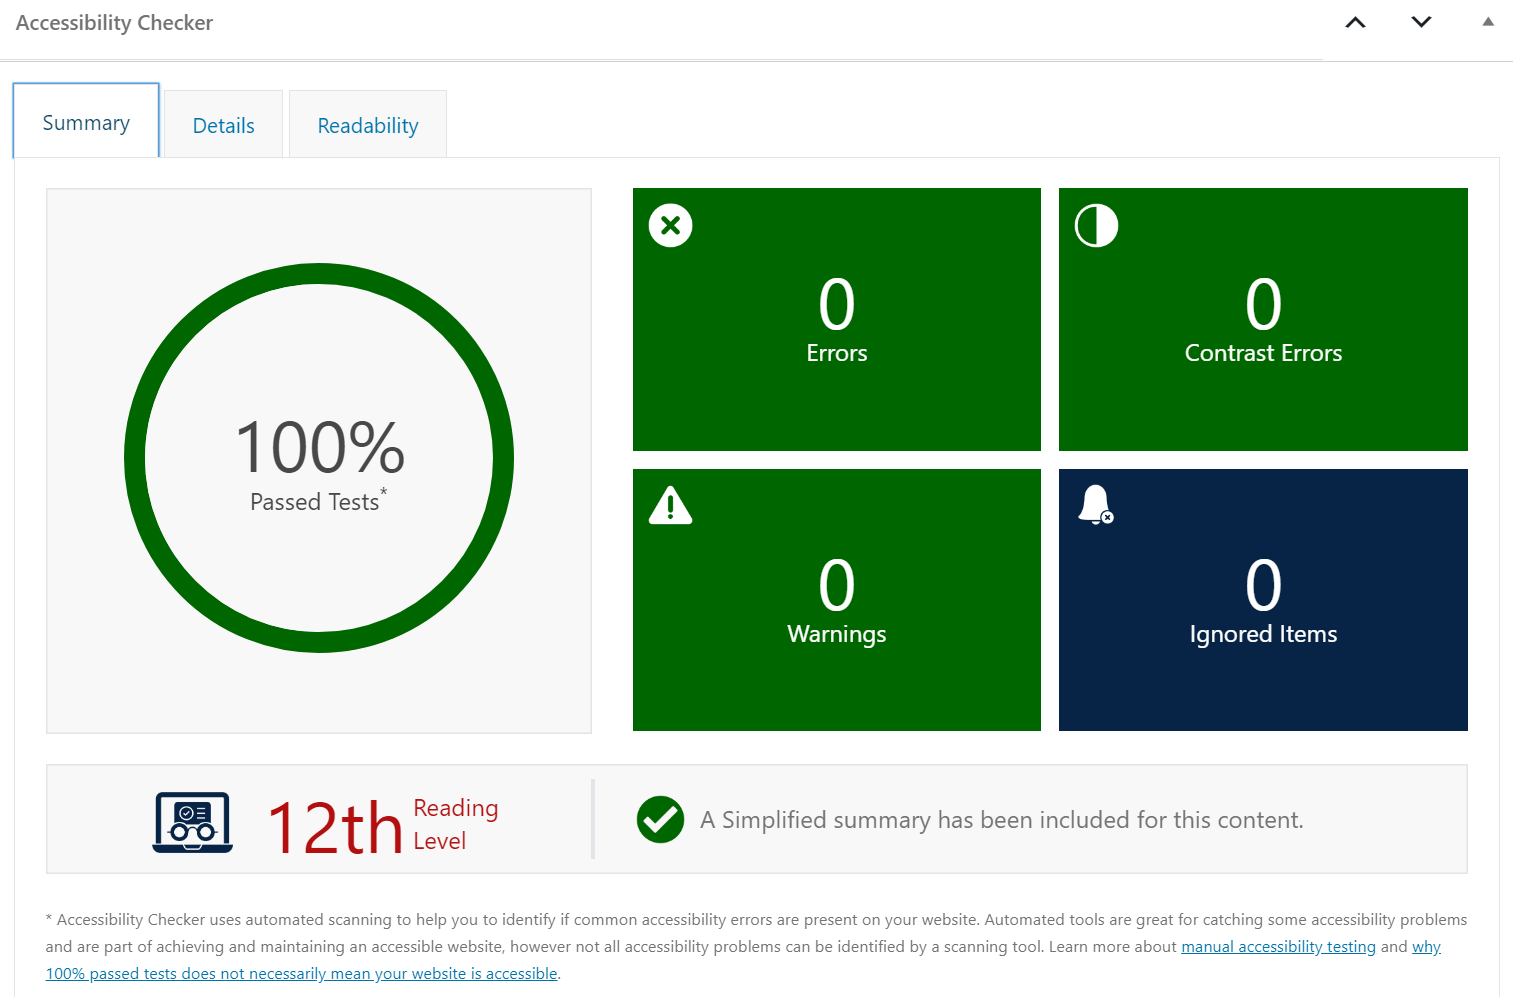 Accessibility Checker
Summary
Details
Readability
100%
Passed Tests*
0
Errors
0
Contrast Errors
0
Warnings
0
Ignored Items
12th
Reading
Level
A Simplified summary has been included for this content.
* Accessibility Checker uses automated scanning to help you to identify if common accessibility errors are present on your website. Automated tools are great for catching some accessibility problems
and are part of achieving and maintaining an accessible website, however not all accessibility problems can be identified by a scanning tool. Learn more about manual accessibility testing and why
100% passed tests does not necessarily mean your website is accessible.